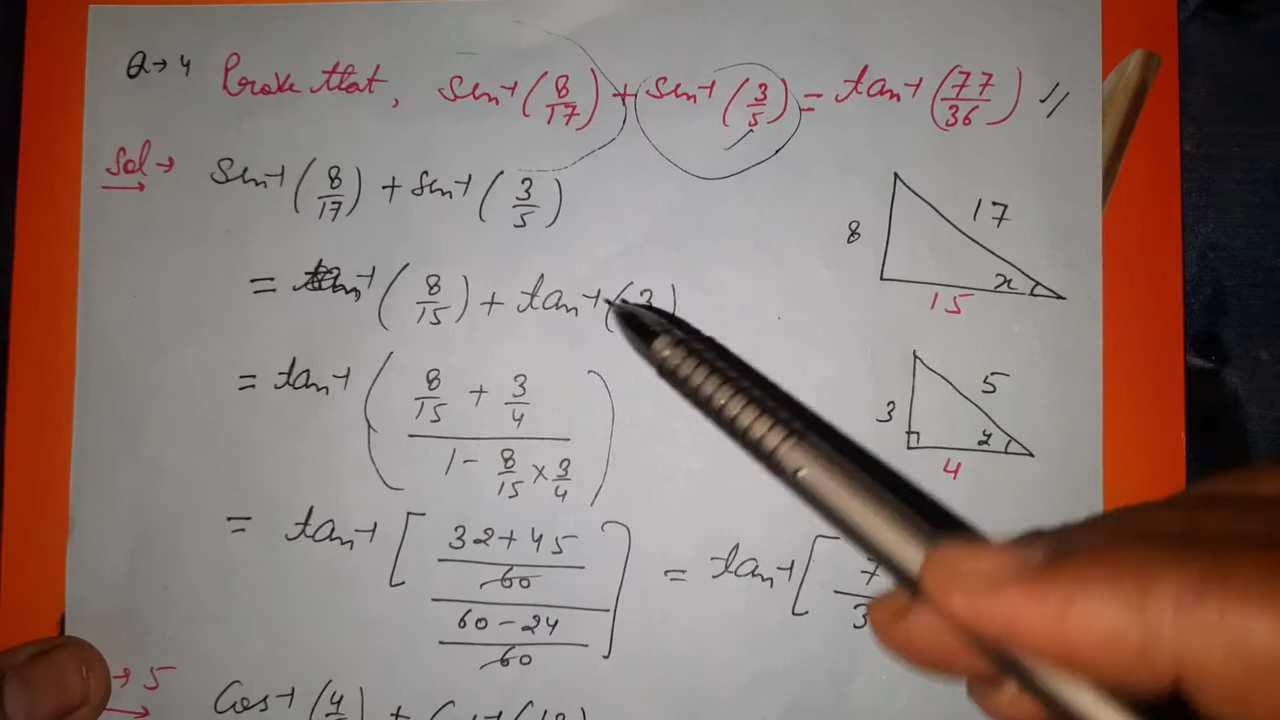 Q→4 Prove that, sin⁻¹(8/17) + sin⁻¹(3/5) = tan⁻¹(77/36) //
Sol→ sin⁻¹(8/17) + sin⁻¹(3/5)
= tan⁻¹(8/15) + tan⁻¹(3
= tan⁻¹((8/15 + 3/4)/(1 - 8/15 × 3/4))
= tan⁻¹[((32+45)/60)/((60-24)/60)] = tan⁻¹[7/3
→5
Cos⁻¹(4/
8 17
15 x
3 5
4